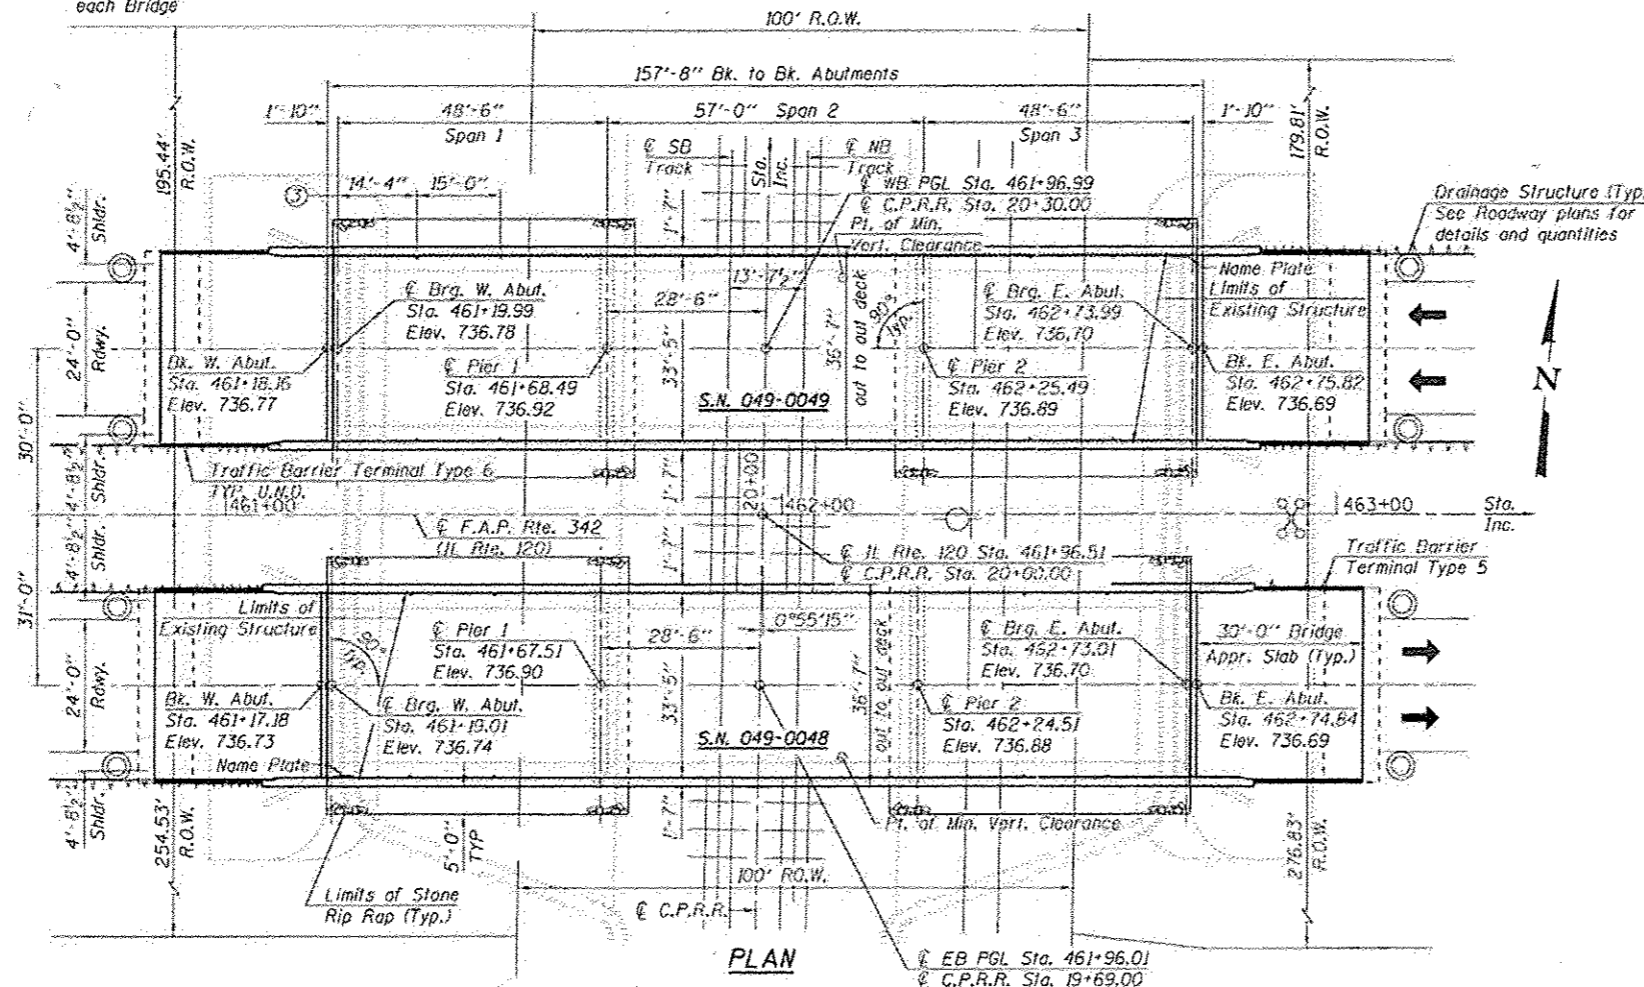 each Bridge
100' R.O.W.
157'-8" Bk. to Bk. Abutments
1'-10"
48'-6"
Span 1
57'-0" Span 2
48'-6"
Span 3
1'-10"
195.44'
R.O.W.
179.81'
R.O.W.
℄ SB
Track
Sta.
Inc.
℄ NB
Track
3
14'-4"
15'-0"
1'-7"
℄ WB PGL Sta. 461+96.99
℄ C.P.R.R. Sta. 20+30.00
Pt. of Min.
Vert. Clearance
Drainage Structure (Typ.
See Roadway plans for
details and quantities
4'-8½"
Shldr.
24'-0"
Rdwy.
4'-8½"
Shldr.
30'-0"
℄ Brg. W. Abut.
Sta. 461+19.99
Elev. 736.78
28'-6"
13'-7½"
33'-5"
36'-7"
out to out deck
90°
Typ.
℄ Brg. E. Abut.
Sta. 462+73.99
Elev. 736.70
Name Plate
Limits of
Existing Structure
Bk. W. Abut.
Sta. 461+18.16
Elev. 736.77
℄ Pier 1
Sta. 461+68.49
Elev. 736.92
S.N. 049-0049
℄ Pier 2
Sta. 462+25.49
Elev. 736.89
Bk. E. Abut.
Sta. 462+75.82
Elev. 736.69
N
Traffic Barrier Terminal Type 6
TYP. U.N.O.
461+00
1'-7"
20+00
462+00
463+00
Sta.
Inc.
℄ F.A.P. Rte. 342
(IL Rte. 120)
1'-7"
℄ IL Rte. 120 Sta. 461+96.51
℄ C.P.R.R. Sta. 20+00.00
Traffic Barrier
Terminal Type 5
4'-8½"
Shldr.
31'-0"
Limits of
Existing Structure
90°
Typ.
℄ Pier 1
Sta. 461+67.51
Elev. 736.90
28'-6"
0°55'15"
℄ Brg. E. Abut.
Sta. 462+73.01
Elev. 736.70
30'-0" Bridge
Appr. Slab (Typ.)
24'-0"
Rdwy.
Bk. W. Abut.
Sta. 461+17.18
Elev. 736.73
℄ Brg. W. Abut.
Sta. 461+19.01
Elev. 736.74
33'-5"
36'-7"
out to out deck
S.N. 049-0048
℄ Pier 2
Sta. 462+24.51
Elev. 736.88
Bk. E. Abut.
Sta. 462+74.84
Elev. 736.69
Name Plate
4'-8½"
Shldr.
254.53'
R.O.W.
5'-0"
TYP
1'-7"
Pt. of Min. Vert. Clearance
276.83'
R.O.W.
100' R.O.W.
Limits of Stone
Rip Rap (Typ.)
℄ C.P.R.R.
PLAN
℄ EB PGL Sta. 461+96.01
℄ C.P.R.R. Sta. 19+69.00